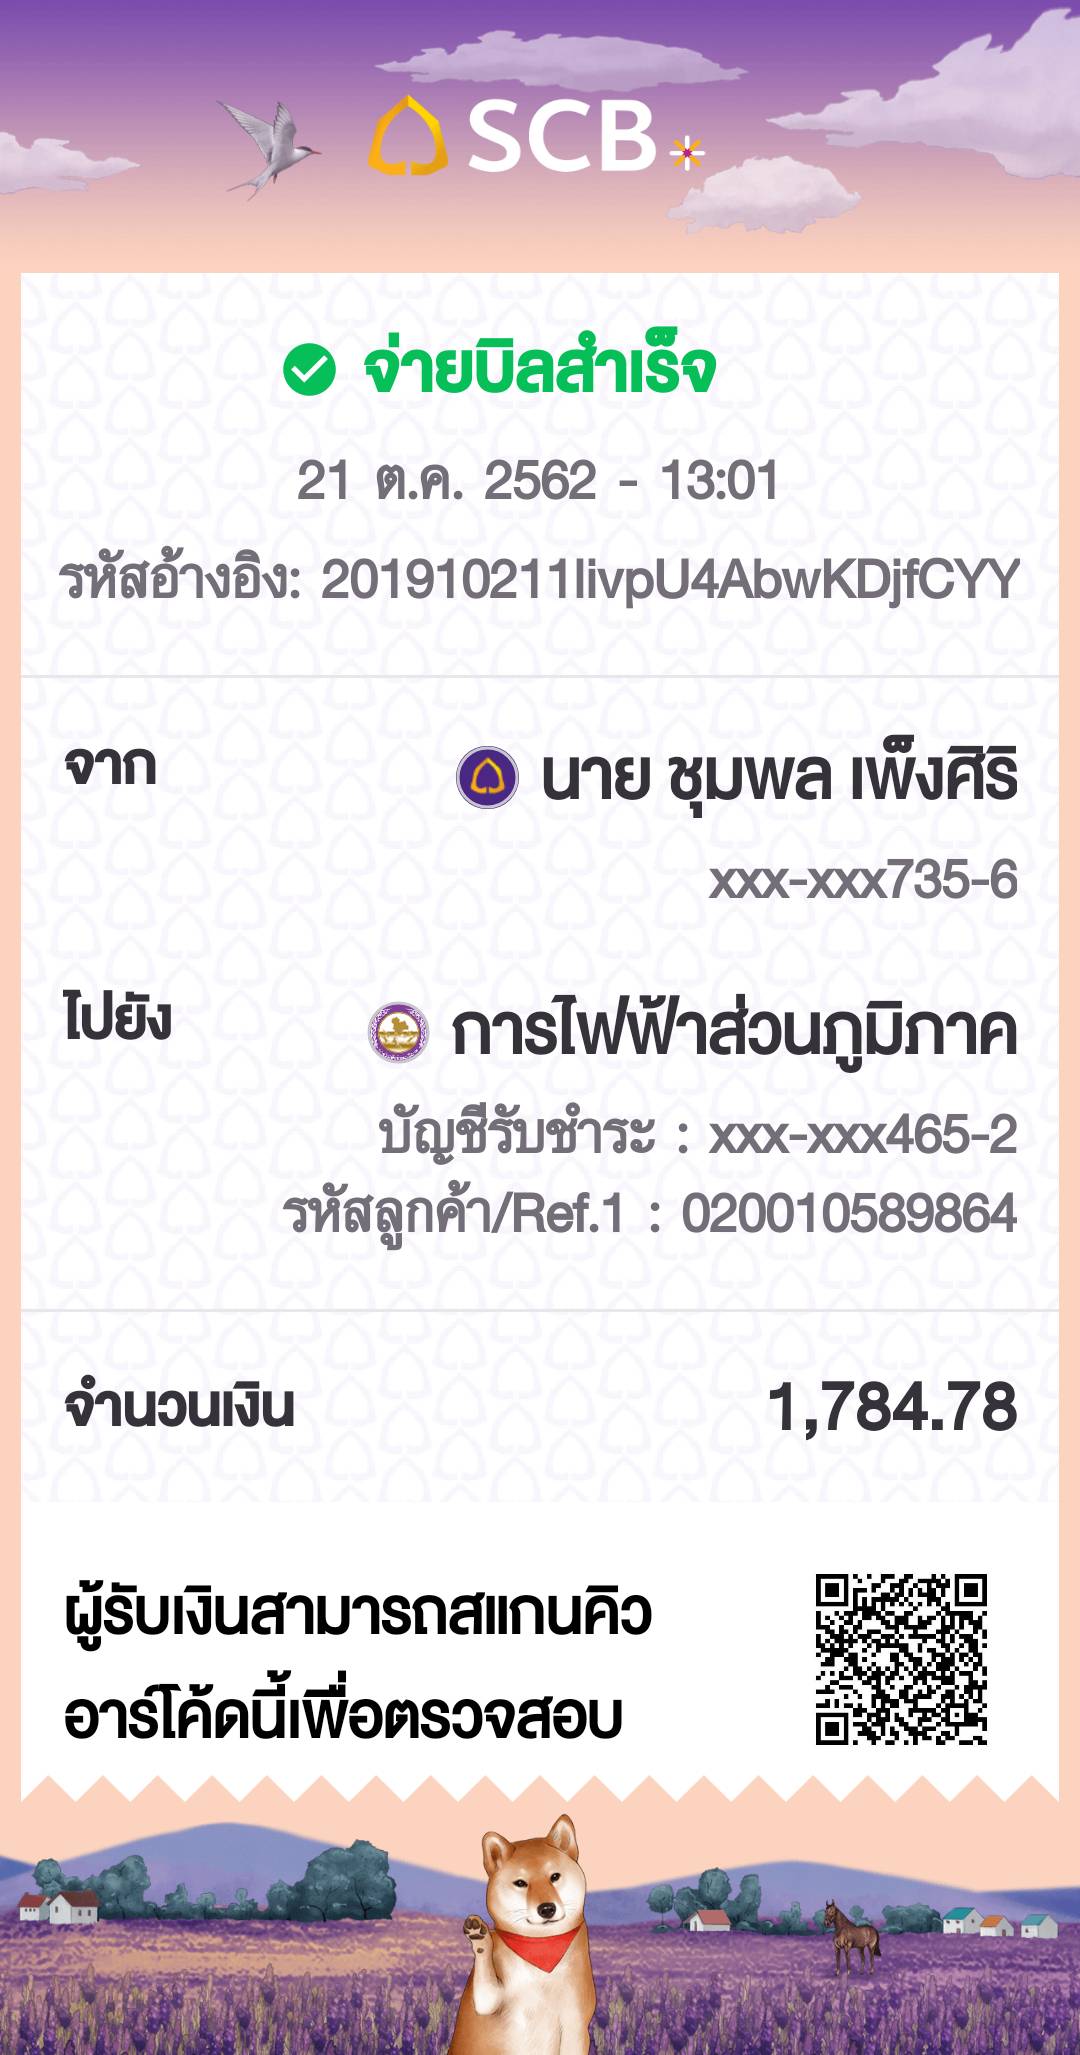 SCB
จ่ายบิลสำเร็จ
21 ต.ค. 2562 - 13:01
รหัสอ้างอิง: 201910211livpU4AbwKDjfCYY
จาก
นาย ชุมพล เพ็งศิริ
xxx-xxx735-6
ไปยัง
การไฟฟ้าส่วนภูมิภาค
บัญชีรับชำระ : xxx-xxx465-2
รหัสลูกค้า/Ref.1 : 020010589864
จำนวนเงิน 1,784.78
ผู้รับเงินสามารถสแกนคิว
อาร์โค้ดนี้เพื่อตรวจสอบ